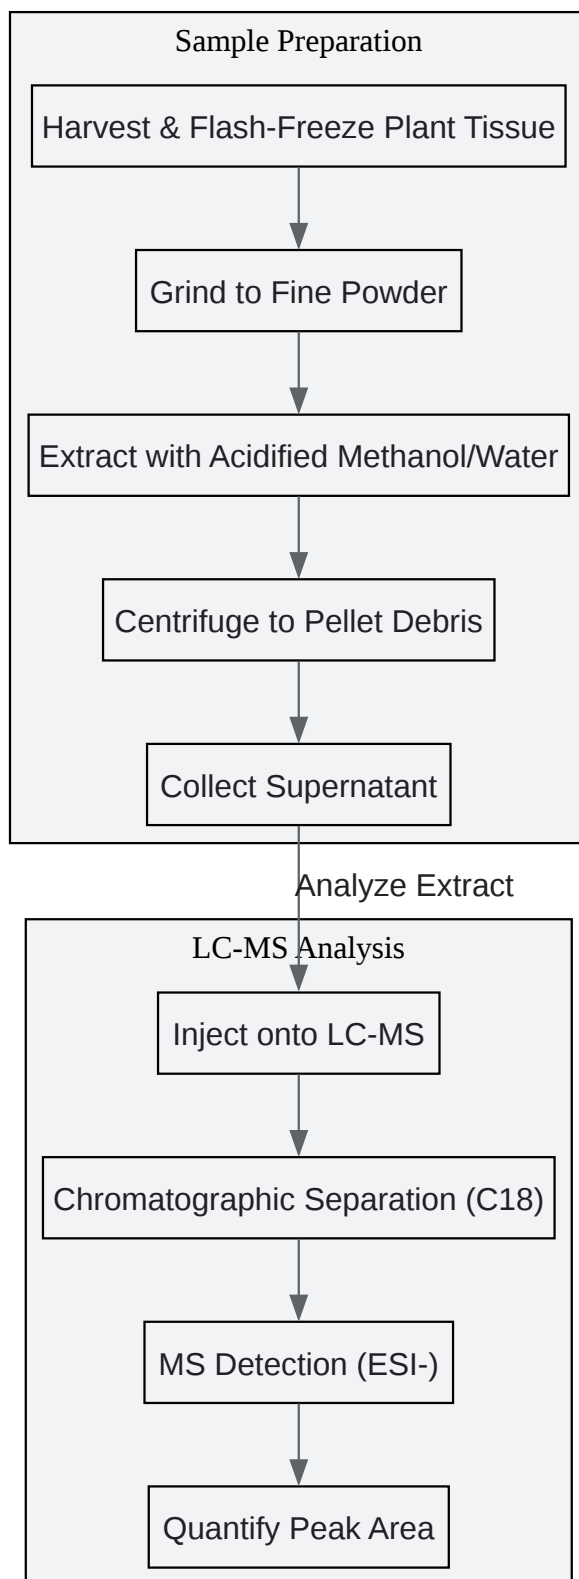 Sample Preparation
Harvest & Flash-Freeze Plant Tissue
Grind to Fine Powder
Extract with Acidified Methanol/Water
Centrifuge to Pellet Debris
Collect Supernatant
Analyze Extract
LC-MS Analysis
Inject onto LC-MS
Chromatographic Separation (C18)
MS Detection (ESI-)
Quantify Peak Area